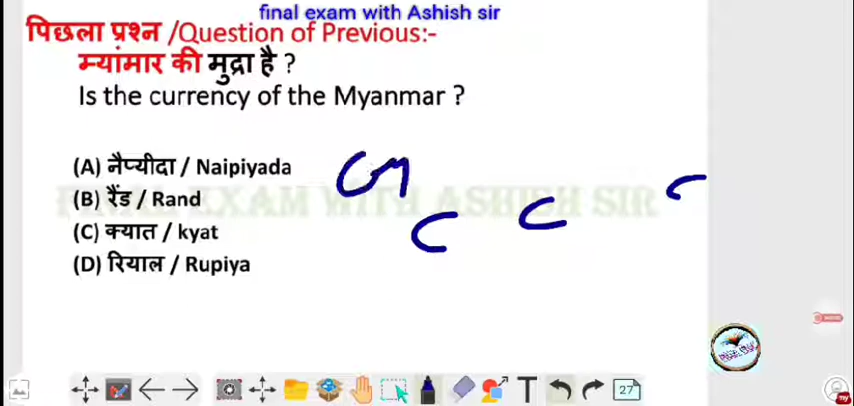 final exam with Ashish sir
पिछला प्रश्न /Question of Previous:-
म्यांमार की मुद्रा है ?
Is the currency of the Myanmar ?
(A) नैप्यीदा / Naipiyada
(B) रैंड / Rand
(C) क्यात / kyat
(D) रियाल / Rupiya
FINAL EXAM WITH ASHISH SIR
C C
T
27